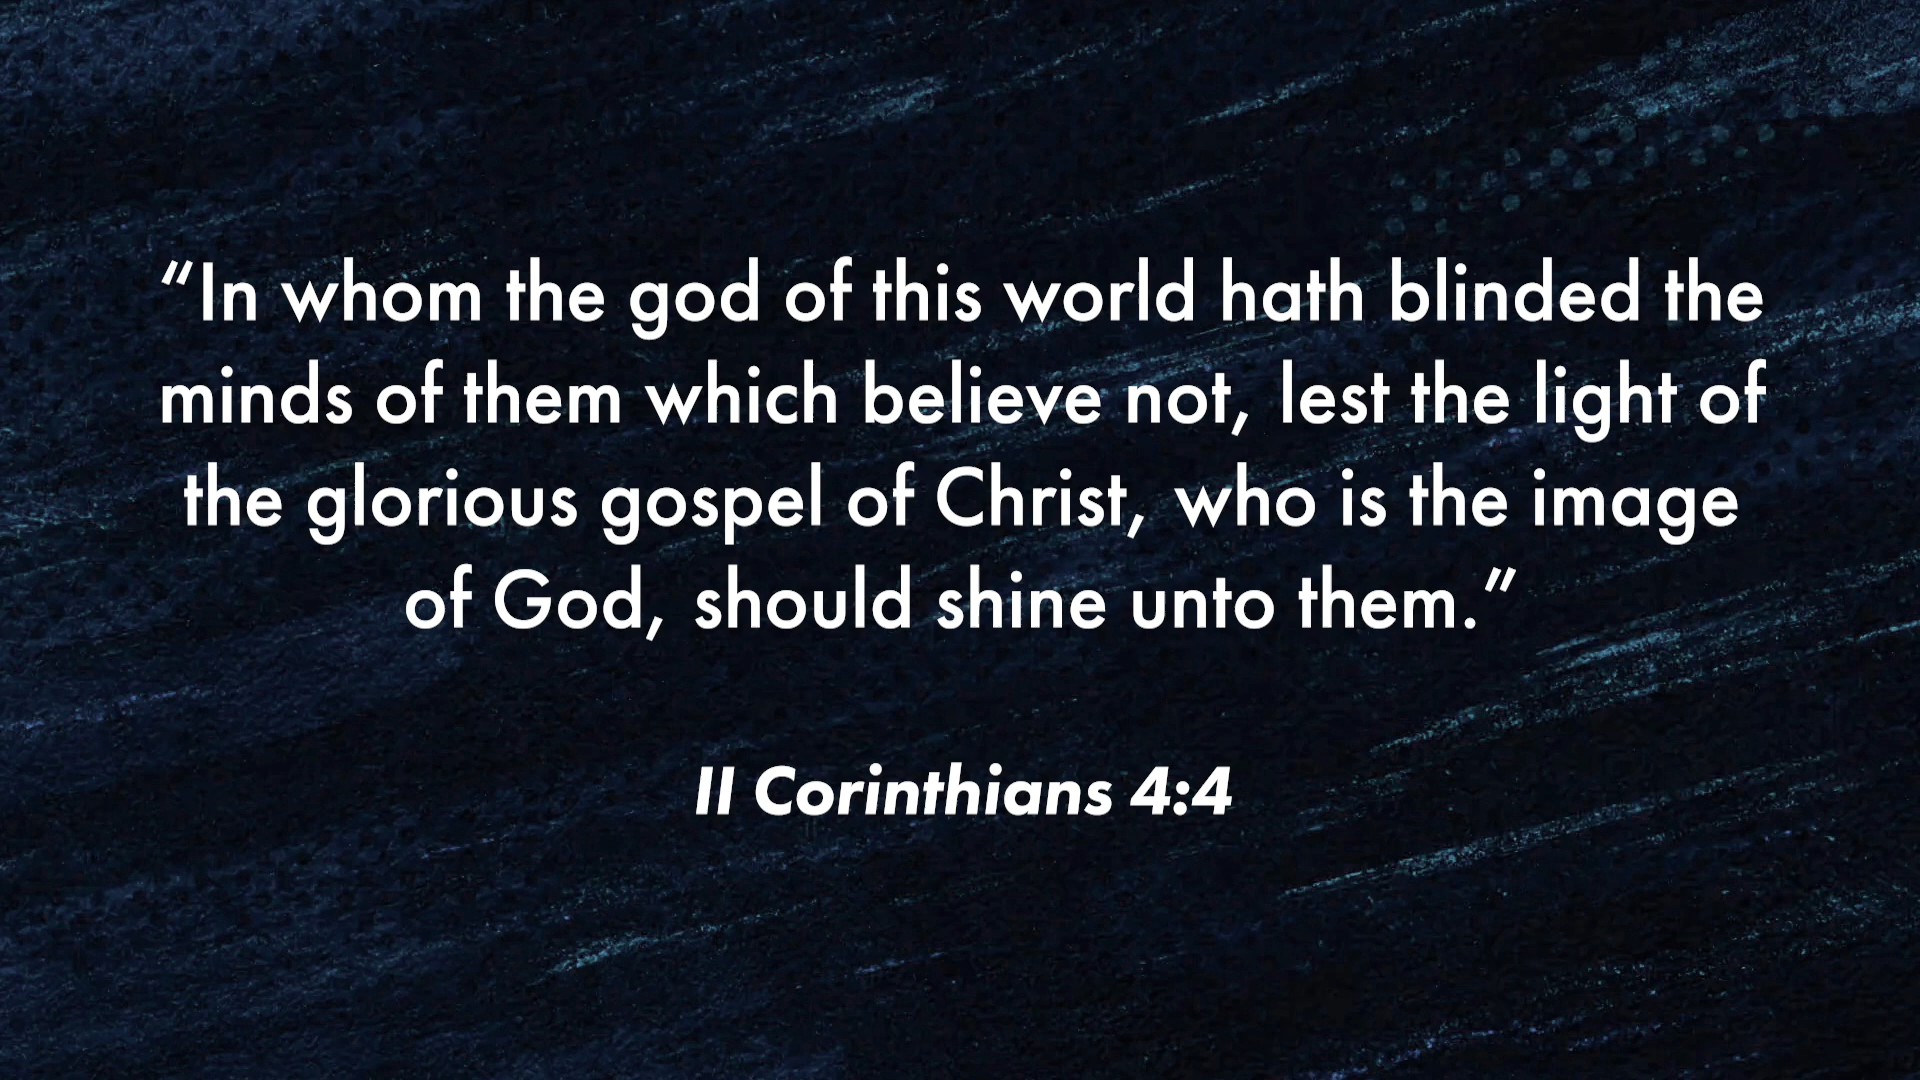 “In whom the god of this world hath blinded the
minds of them which believe not, lest the light of
the glorious gospel of Christ, who is the image
of God, should shine unto them.”
II Corinthians 4:4